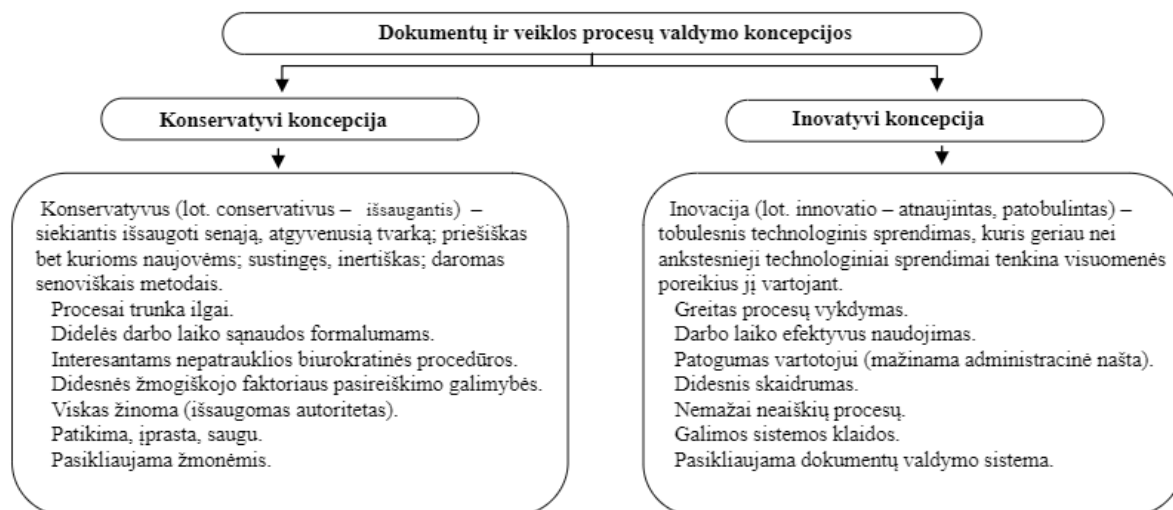 Dokumentų ir veiklos procesų valdymo koncepcijos
Konservatyvi koncepcija
Inovatyvi koncepcija
Konservatyvus (lot. conservativus – išsaugantis) –
siekiantis išsaugoti senąją, atgyvenusią tvarką; priešiškas
bet kurioms naujovėms; sustingęs, inertiškas; daromas
senoviškais metodais.
Procesai trunka ilgai.
Didelės darbo laiko sąnaudos formalumams.
Interesantams nepatrauklios biurokratinės procedūros.
Didesnės žmogiškojo faktoriaus pasireiškimo galimybės.
Viskas žinoma (išsaugomas autoritetas).
Patikima, įprasta, saugu.
Pasikliaujama žmonėmis.
Inovacija (lot. innovatio – atnaujintas, patobulintas) –
tobulesnis technologinis sprendimas, kuris geriau nei
ankstesnieji technologiniai sprendimai tenkina visuomenės
poreikius jį vartojant.
Greitas procesų vykdymas.
Darbo laiko efektyvus naudojimas.
Patogumas vartotojui (mažinama administracinė našta).
Didesnis skaidrumas.
Nemažai neaiškių procesų.
Galimos sistemos klaidos.
Pasikliaujama dokumentų valdymo sistema.